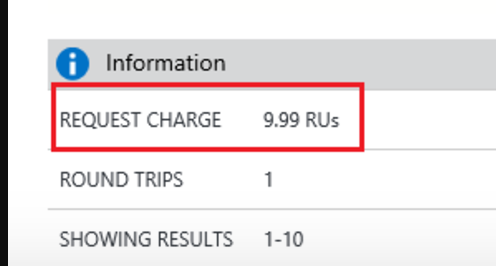 Information
REQUEST CHARGE 9.99 RUs
ROUND TRIPS 1
SHOWING RESULTS 1-10